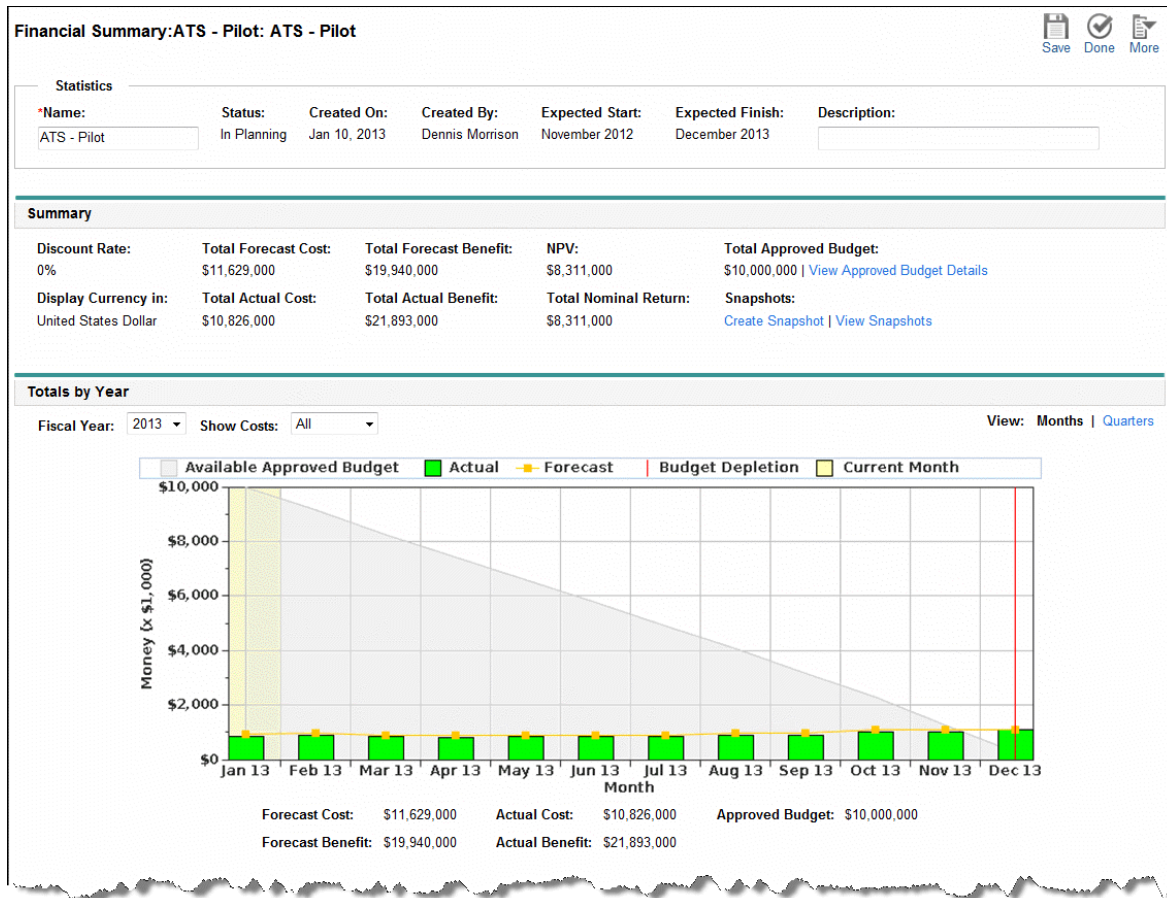 Financial Summary:ATS - Pilot: ATS - Pilot
Save Done More
Statistics
*Name: Status: Created On: Created By: Expected Start: Expected Finish: Description:
ATS - Pilot In Planning Jan 10, 2013 Dennis Morrison November 2012 December 2013
Summary
Discount Rate: Total Forecast Cost: Total Forecast Benefit: NPV: Total Approved Budget:
0% $11,629,000 $19,940,000 $8,311,000 $10,000,000 | View Approved Budget Details
Display Currency in: Total Actual Cost: Total Actual Benefit: Total Nominal Return: Snapshots:
United States Dollar $10,826,000 $21,893,000 $8,311,000 Create Snapshot | View Snapshots
Totals by Year
Fiscal Year: 2013 Show Costs: All View: Months | Quarters
Available Approved Budget Actual Forecast Budget Depletion Current Month
$10,000
$8,000
$6,000
$4,000
$2,000
$0
Money (x $1,000)
Jan 13 Feb 13 Mar 13 Apr 13 May 13 Jun 13 Jul 13 Aug 13 Sep 13 Oct 13 Nov 13 Dec 13
Month
Forecast Cost: $11,629,000 Actual Cost: $10,826,000 Approved Budget: $10,000,000
Forecast Benefit: $19,940,000 Actual Benefit: $21,893,000